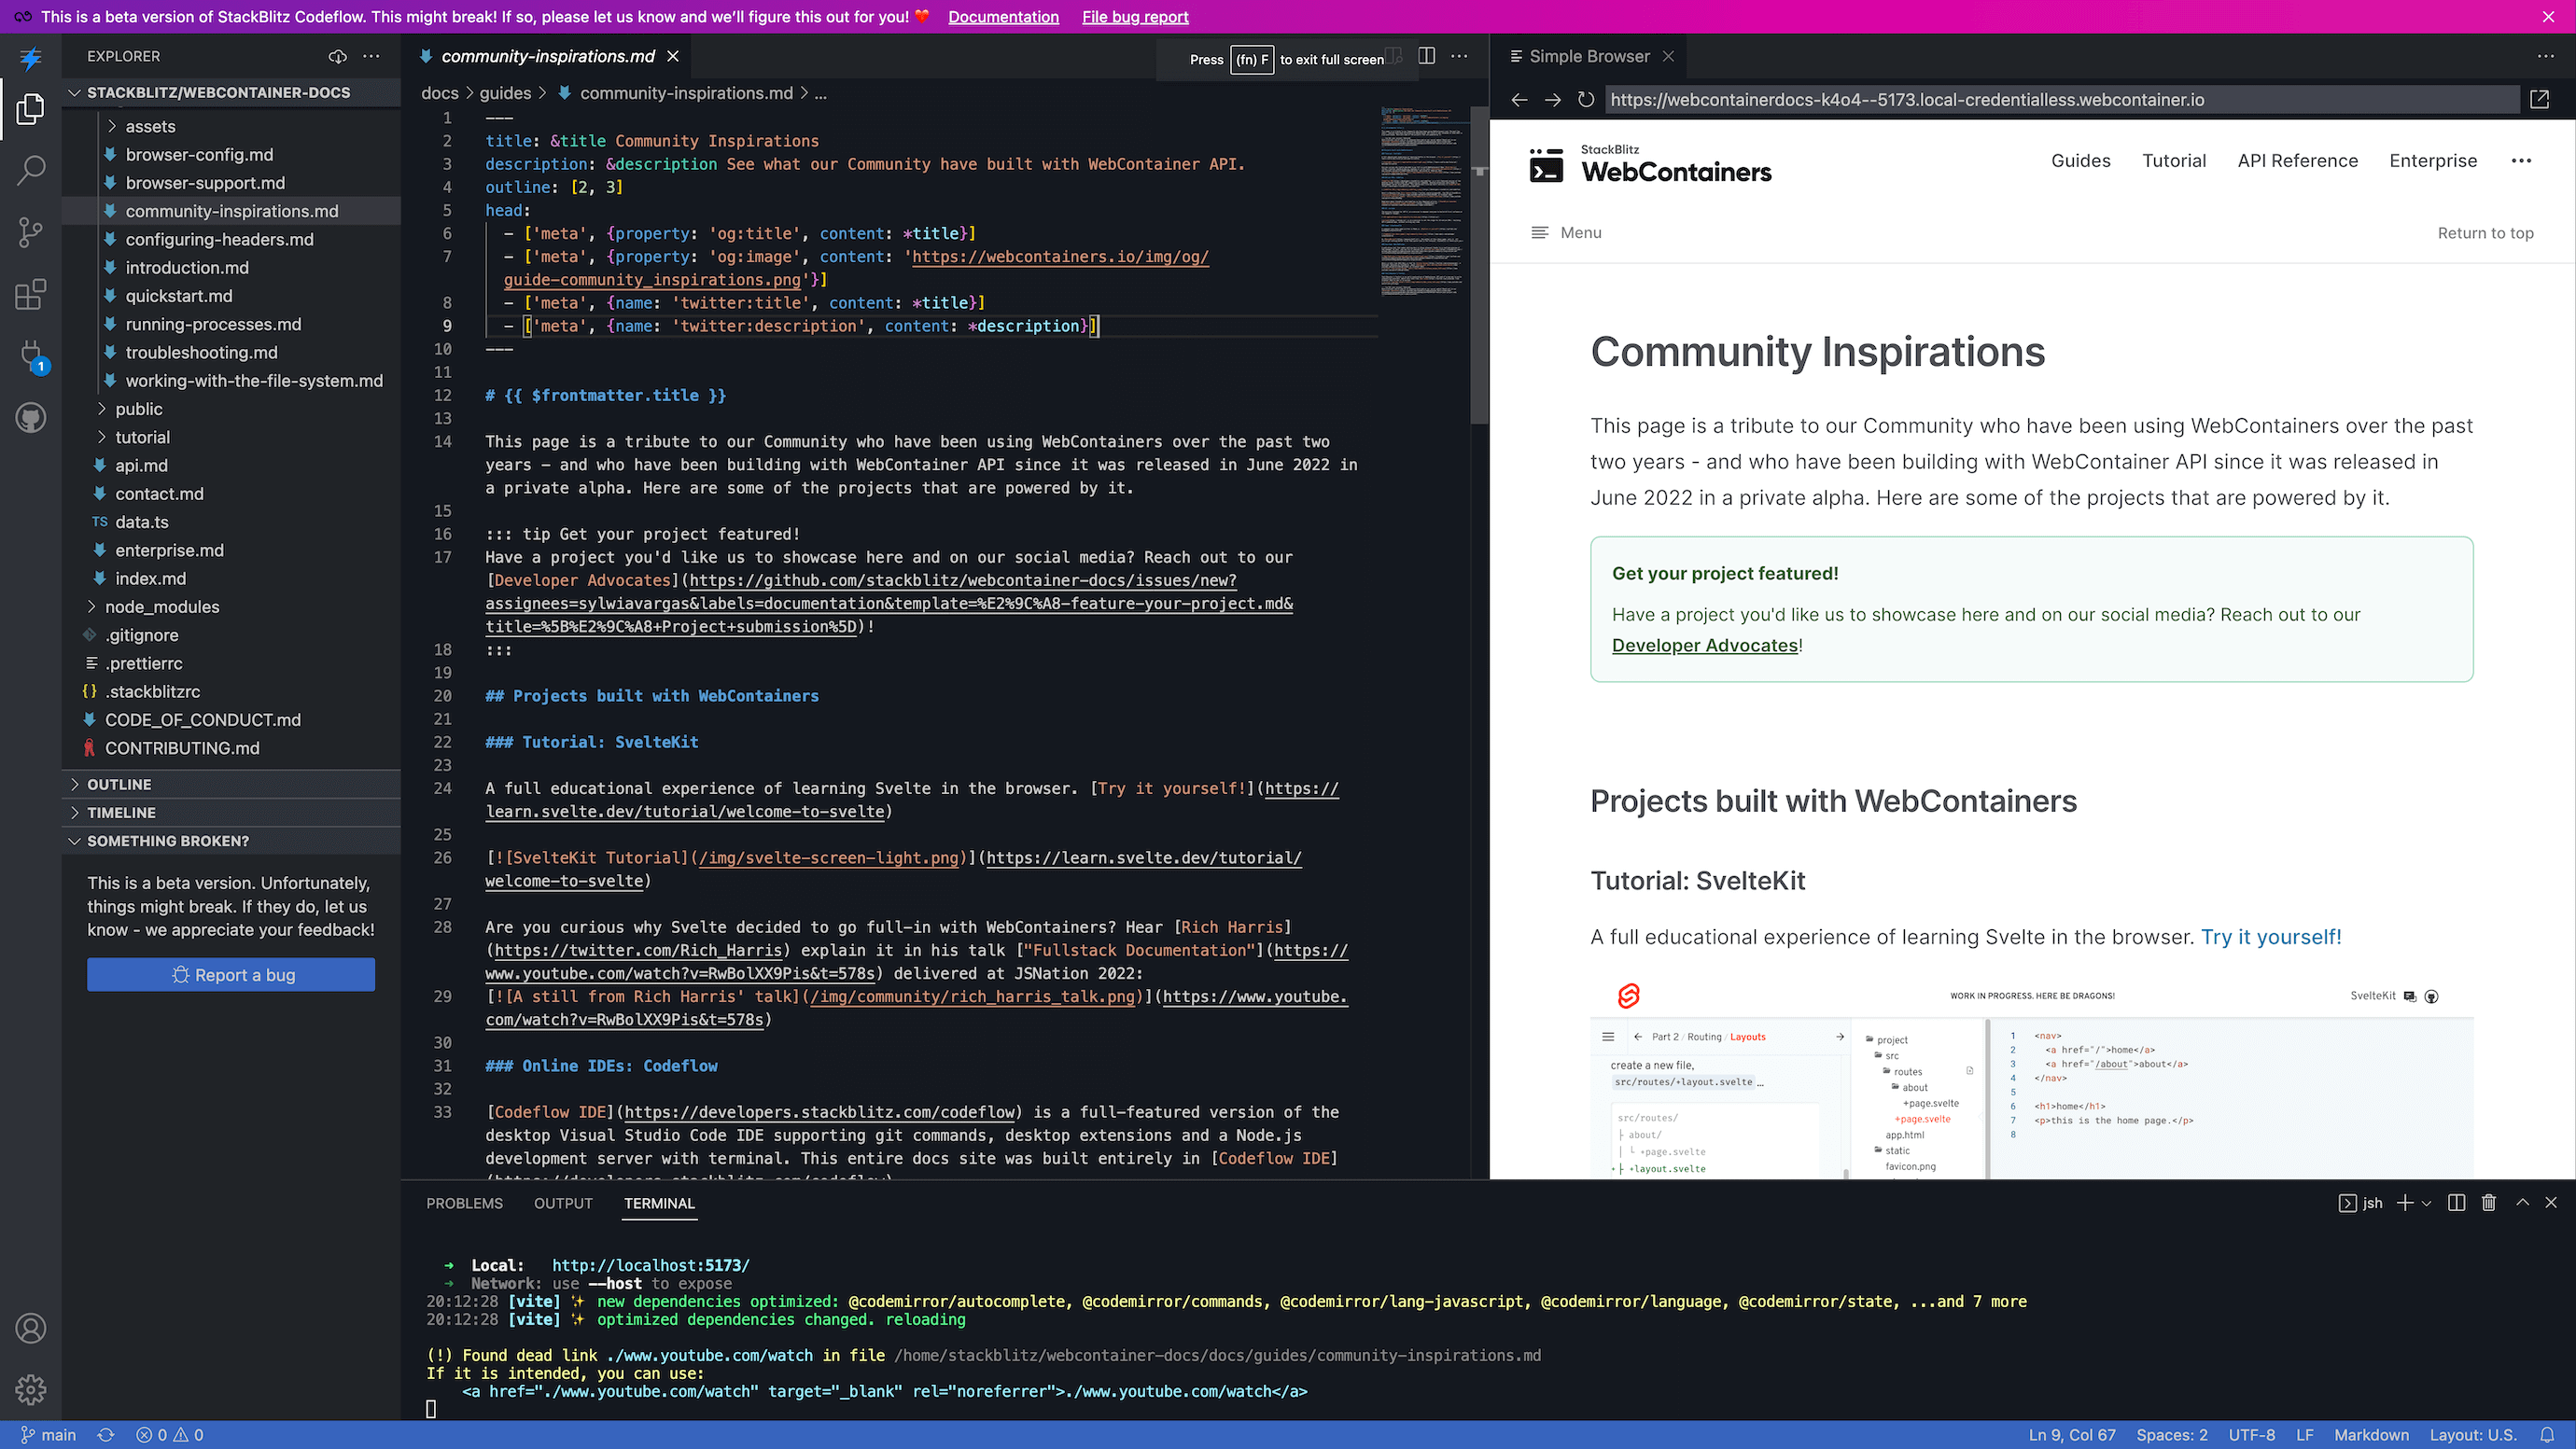 This is a beta version of StackBlitz Codeflow. This might break! If so, please let us know and we'll figure this out for you! ❤️ Documentation File bug report
EXPLORER
STACKBLITZ/WEBCONTAINER-DOCS
assets
browser-config.md
browser-support.md
community-inspirations.md
configuring-headers.md
introduction.md
quickstart.md
running-processes.md
troubleshooting.md
working-with-the-file-system.md
public
tutorial
api.md
contact.md
TS data.ts
enterprise.md
index.md
node_modules
.gitignore
.prettierrc
{} .stackblitzrc
CODE_OF_CONDUCT.md
CONTRIBUTING.md
OUTLINE
TIMELINE
SOMETHING BROKEN?
This is a beta version. Unfortunately,
things might break. If they do, let us
know - we appreciate your feedback!
Report a bug
1
community-inspirations.md
Press (fn) F to exit full screen
docs > guides > community-inspirations.md > ...
1 ---
2 title: &title Community Inspirations
3 description: &description See what our Community have built with WebContainer API.
4 outline: [2, 3]
5 head:
6 - ['meta', {property: 'og:title', content: *title}]
7 - ['meta', {property: 'og:image', content: 'https://webcontainers.io/img/og/
guide-community_inspirations.png'}]
8 - ['meta', {name: 'twitter:title', content: *title}]
9 - ['meta', {name: 'twitter:description', content: *description}]
10 ---
11
12 # {{ $frontmatter.title }}
13
14 This page is a tribute to our Community who have been using WebContainers over the past two
years - and who have been building with WebContainer API since it was released in June 2022 in
a private alpha. Here are some of the projects that are powered by it.
15
16 ::: tip Get your project featured!
17 Have a project you'd like us to showcase here and on our social media? Reach out to our
[Developer Advocates](https://github.com/stackblitz/webcontainer-docs/issues/new?
assignees=sylwiavargas&labels=documentation&template=%E2%9C%A8-feature-your-project.md&
title=%5B%E2%9C%A8+Project+submission%5D)!
18 :::
19
20 ## Projects built with WebContainers
21
22 ### Tutorial: SvelteKit
23
24 A full educational experience of learning Svelte in the browser. [Try it yourself!](https://
learn.svelte.dev/tutorial/welcome-to-svelte)
25
26 [![SvelteKit Tutorial](/img/svelte-screen-light.png)](https://learn.svelte.dev/tutorial/
welcome-to-svelte)
27
28 Are you curious why Svelte decided to go full-in with WebContainers? Hear [Rich Harris]
(https://twitter.com/Rich_Harris) explain it in his talk ["Fullstack Documentation"](https://
www.youtube.com/watch?v=RwBolXX9Pis&t=578s) delivered at JSNation 2022:
29 [![A still from Rich Harris' talk](/img/community/rich_harris_talk.png)](https://www.youtube.
com/watch?v=RwBolXX9Pis&t=578s)
30
31 ### Online IDEs: Codeflow
32
33 [Codeflow IDE](https://developers.stackblitz.com/codeflow) is a full-featured version of the
desktop Visual Studio Code IDE supporting git commands, desktop extensions and a Node.js
development server with terminal. This entire docs site was built entirely in [Codeflow IDE]
(https://developers.stackblitz.com/codeflow)
Simple Browser
https://webcontainerdocs-k4o4--5173.local-credentialless.webcontainer.io
StackBlitz
WebContainers
Guides Tutorial API Reference Enterprise
Menu
Return to top
Community Inspirations
This page is a tribute to our Community who have been using WebContainers over the past
two years - and who have been building with WebContainer API since it was released in
June 2022 in a private alpha. Here are some of the projects that are powered by it.
Get your project featured!
Have a project you'd like us to showcase here and on our social media? Reach out to our
Developer Advocates!
Projects built with WebContainers
Tutorial: SvelteKit
A full educational experience of learning Svelte in the browser. Try it yourself!
WORK IN PROGRESS. HERE BE DRAGONS!
SvelteKit
Part 2 / Routing / Layouts
create a new file,
src/routes/+layout.svelte ...
src/routes/
├ about/
│ └ +page.svelte
+├ +layout.svelte
project
src
routes
about
+page.svelte
+page.svelte
app.html
static
favicon.png
1 <nav>
2 <a href="/">home</a>
3 <a href="/about">about</a>
4 </nav>
5
6 <h1>home</h1>
7 <p>this is the home page.</p>
8
PROBLEMS OUTPUT TERMINAL
jsh
➜ Local: http://localhost:5173/
➜ Network: use --host to expose
20:12:28 [vite] ✨ new dependencies optimized: @codemirror/autocomplete, @codemirror/commands, @codemirror/lang-javascript, @codemirror/language, @codemirror/state, ...and 7 more
20:12:28 [vite] ✨ optimized dependencies changed. reloading
(!) Found dead link ./www.youtube.com/watch in file /home/stackblitz/webcontainer-docs/docs/guides/community-inspirations.md
If it is intended, you can use:
<a href="./www.youtube.com/watch" target="_blank" rel="noreferrer">./www.youtube.com/watch</a>
main 0 0
Ln 9, Col 67 Spaces: 2 UTF-8 LF Markdown Layout: U.S.